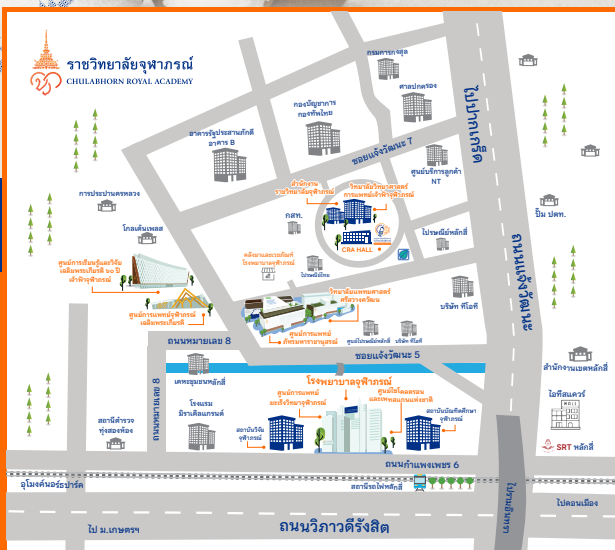 ราชวิทยาลัยจุฬาภรณ์
CHULABHORN ROYAL ACADEMY
กรมการกงสุล
ศาลปกครอง
กองบัญชาการ
กองทัพไทย
อาคารรัฐประศาสนภักดี
อาคาร B
ซอยแจ้งวัฒนะ 7
ไปปากเกร็ด
ศูนย์บริการลูกค้า
NT
การประปานครหลวง
โกลเด้นเพลส
สำนักงาน
ราชวิทยาลัยจุฬาภรณ์
วิทยาลัยวิทยาศาสตร์
การแพทย์เจ้าฟ้าจุฬาภรณ์
กสท.
CRA HALL
ไปรษณีย์หลักสี่
ปั๊ม ปตท.
ศูนย์การเรียนรู้และวิจัย
เฉลิมพระเกียรติ ๖๐ ปี
เจ้าฟ้าจุฬาภรณ์
คลังยาและเวชภัณฑ์
โรงพยาบาลจุฬาภรณ์
ไปรษณีย์ไทย
ถนนแจ้งวัฒนะ
ศูนย์การแพทย์จุฬาภรณ์
เฉลิมพระเกียรติ
วิทยาลัยแพทยศาสตร์
ศรีสวางควัฒน
บริษัท ทีโอที
ศูนย์การแพทย์
ภัทรมหาราชานุสรณ์
ศูนย์ไปรษณีย์หลักสี่
บริษัท ทีโอที
ถนนหมายเลข 8
ซอยแจ้งวัฒนะ 5
สำนักงานเขตหลักสี่
เคหะชุมชนหลักสี่
ถนนหมายเลข 8
โรงพยาบาลจุฬาภรณ์
ศูนย์การแพทย์
มะเร็งวิทยาจุฬาภรณ์
ศูนย์ไซโคลตรอน
และเพทสแกนแห่งชาติ
ไอทีสแควร์
โรงแรม
มิราเคิลแกรนด์
สถานีตำรวจ
ทุ่งสองห้อง
สถาบันวิจัย
จุฬาภรณ์
สถาบันบัณฑิตศึกษา
จุฬาภรณ์
SRT หลักสี่
ถนนกำแพงเพชร 6
อุโมงค์นอร์ธปาร์ค
สถานีรถไฟหลักสี่
ไปรามอินทรา
ไปดอนเมือง
ไป ม.เกษตรฯ
ถนนวิภาวดีรังสิต